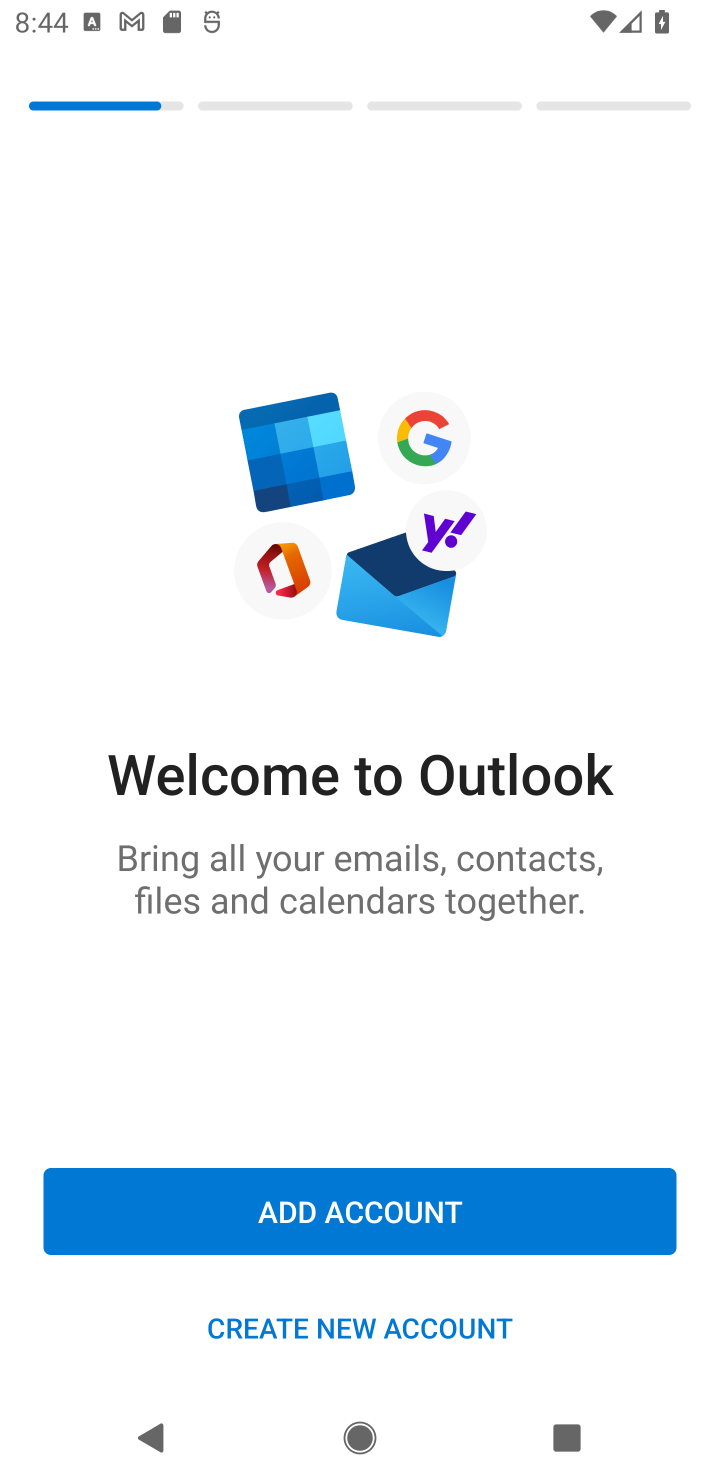 8:44
Welcome to Outlook
Bring all your emails, contacts,
files and calendars together.
ADD ACCOUNT
CREATE NEW ACCOUNT